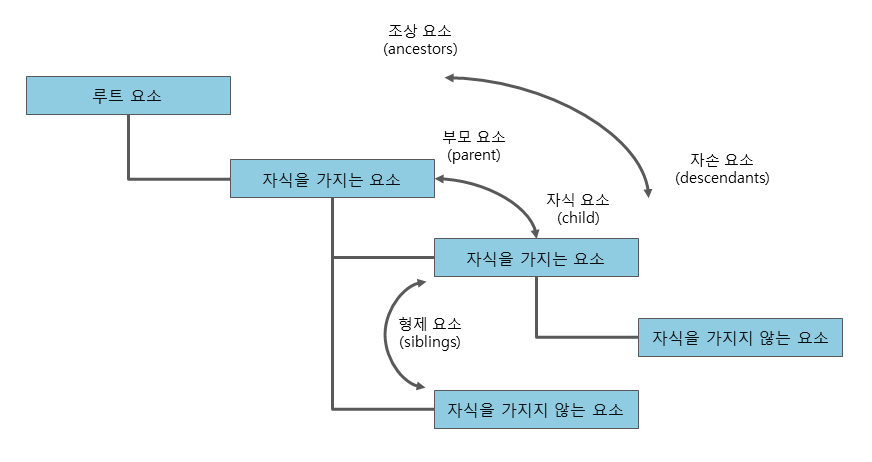 조상 요소
(ancestors)
루트 요소
부모 요소
(parent)
자손 요소
(descendants)
자식을 가지는 요소
자식 요소
(child)
자식을 가지는 요소
형제 요소
(siblings)
자식을 가지지 않는 요소
자식을 가지지 않는 요소